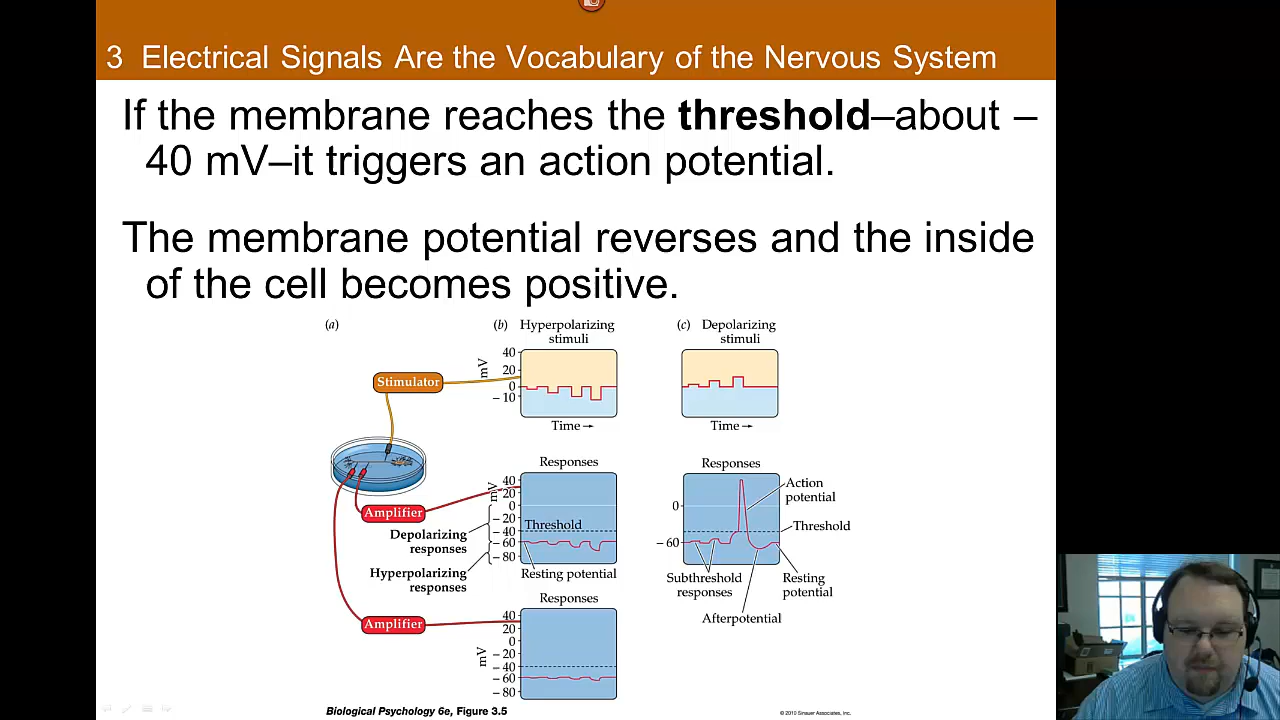 3 Electrical Signals Are the Vocabulary of the Nervous System
If the membrane reaches the threshold–about –
40 mV–it triggers an action potential.
The membrane potential reverses and the inside
of the cell becomes positive.
(a)
(b) Hyperpolarizing
stimuli
(c) Depolarizing
stimuli
mV
40
20
0
– 10
Time →
Time →
Stimulator
Responses
Responses
mV
40
20
0
– 20
– 40
– 60
– 80
Threshold
Resting potential
Amplifier
Depolarizing
responses
Hyperpolarizing
responses
0
– 60
Action
potential
Threshold
Subthreshold
responses
Resting
potential
Afterpotential
Responses
Amplifier
mV
40
20
0
– 20
– 40
– 60
– 80
Biological Psychology 6e, Figure 3.5
© 2010 Sinauer Associates, Inc.